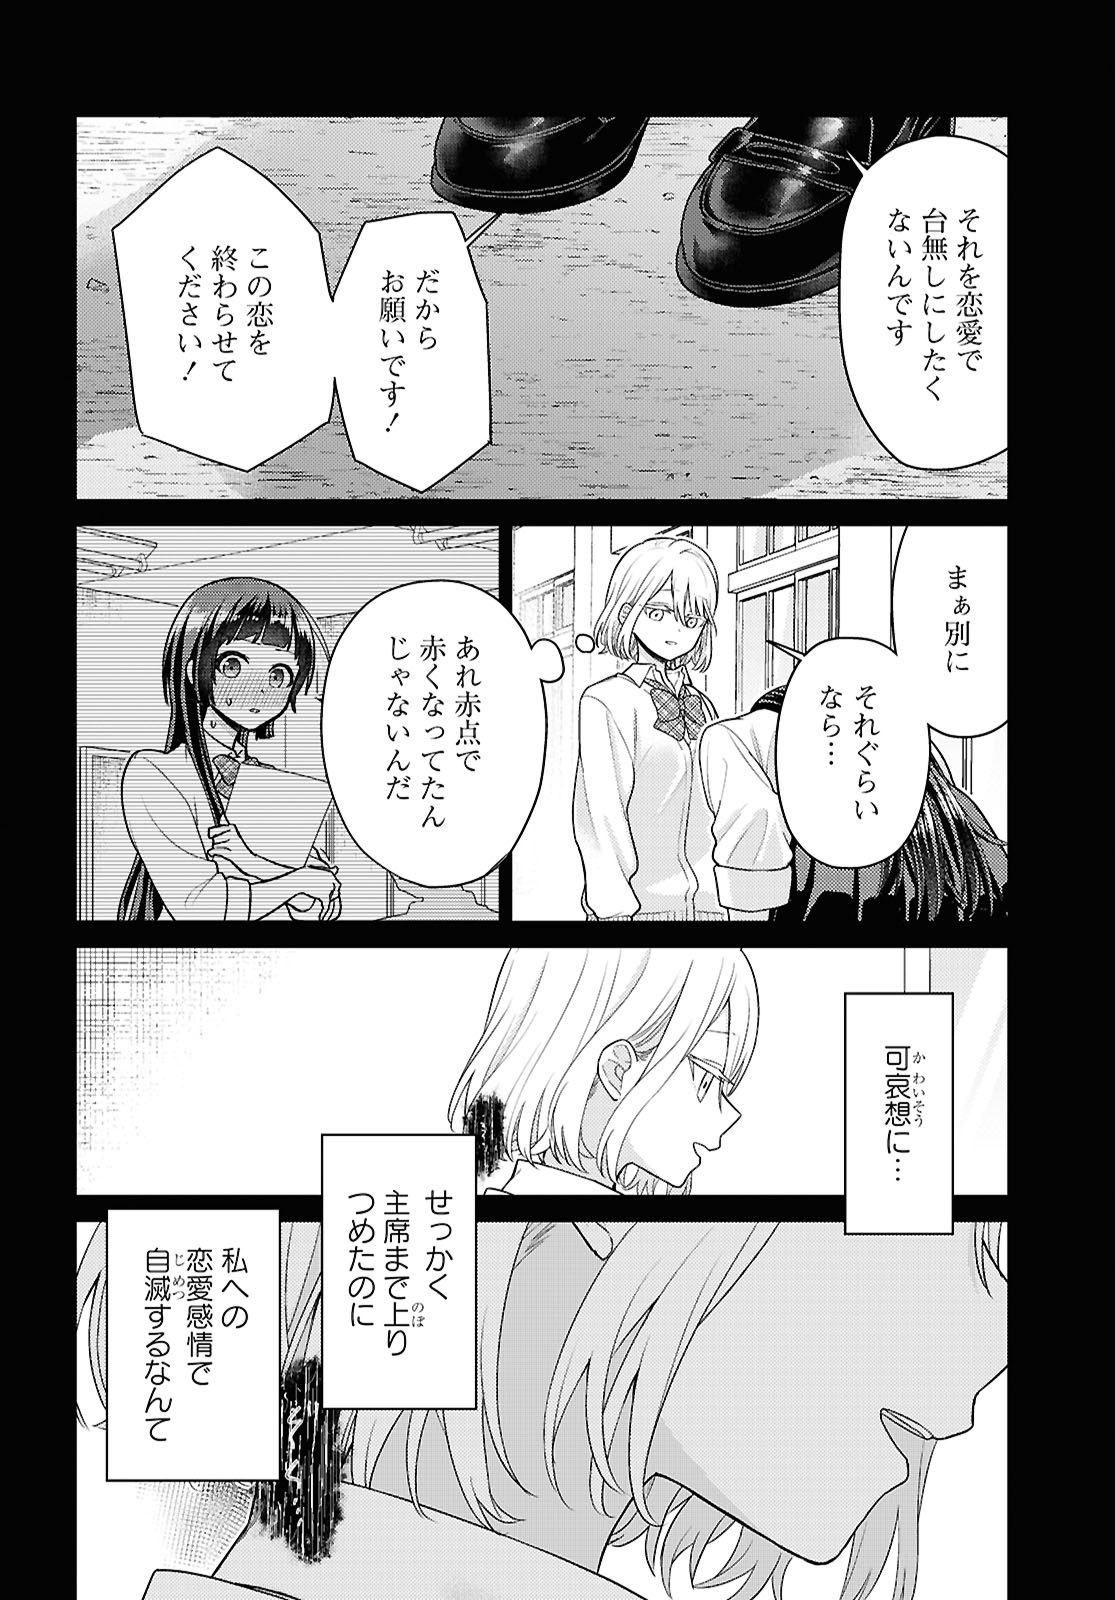 それを恋愛で
台無しにしたく
ないんです
だから
お願いです！
この恋を
終わらせて
ください！
まぁ別に
それぐらい
なら…
あれ赤点で
赤くなってたん
じゃないんだ
可哀想に…
せっかく
主席まで上り
つめたのに
私への
恋愛感情で
自滅するなんて